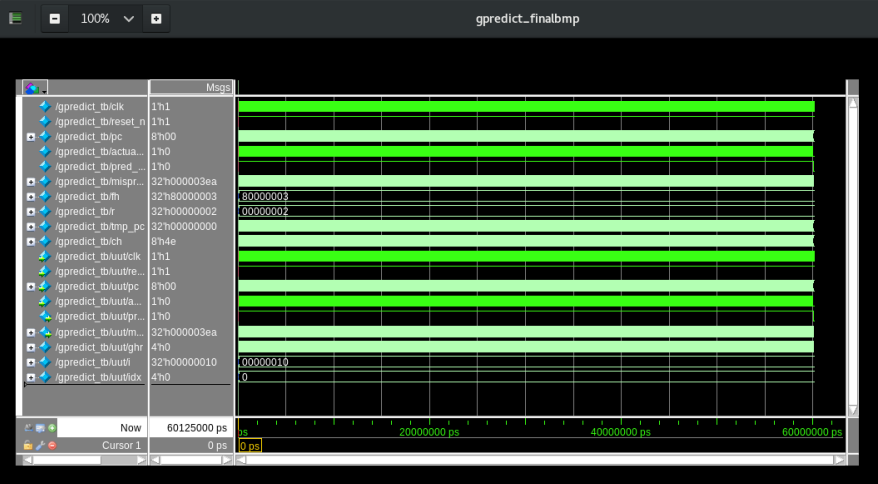 100% gpredict_finalbmp
Msgs
/gpredict_tb/clk 1'h1
/gpredict_tb/reset_n 1'h1
/gpredict_tb/pc 8'h00
/gpredict_tb/actua... 1'h0
/gpredict_tb/pred_... 1'h0
/gpredict_tb/mispr... 32'h000003ea
/gpredict_tb/fh 32'h80000003 80000003
/gpredict_tb/r 32'h00000002 00000002
/gpredict_tb/tmp_pc 32'h00000000
/gpredict_tb/ch 8'h4e
/gpredict_tb/uut/clk 1'h1
/gpredict_tb/uut/re... 1'h1
/gpredict_tb/uut/pc 8'h00
/gpredict_tb/uut/a... 1'h0
/gpredict_tb/uut/pr... 1'h0
/gpredict_tb/uut/m... 32'h000003ea
/gpredict_tb/uut/ghr 4'h0
/gpredict_tb/uut/i 32'h00000010 00000010
/gpredict_tb/uut/idx 4'h0 0
Now 60125000 ps ps 20000000 ps 40000000 ps 60000000 ps
Cursor 1 0 ps 0 ps